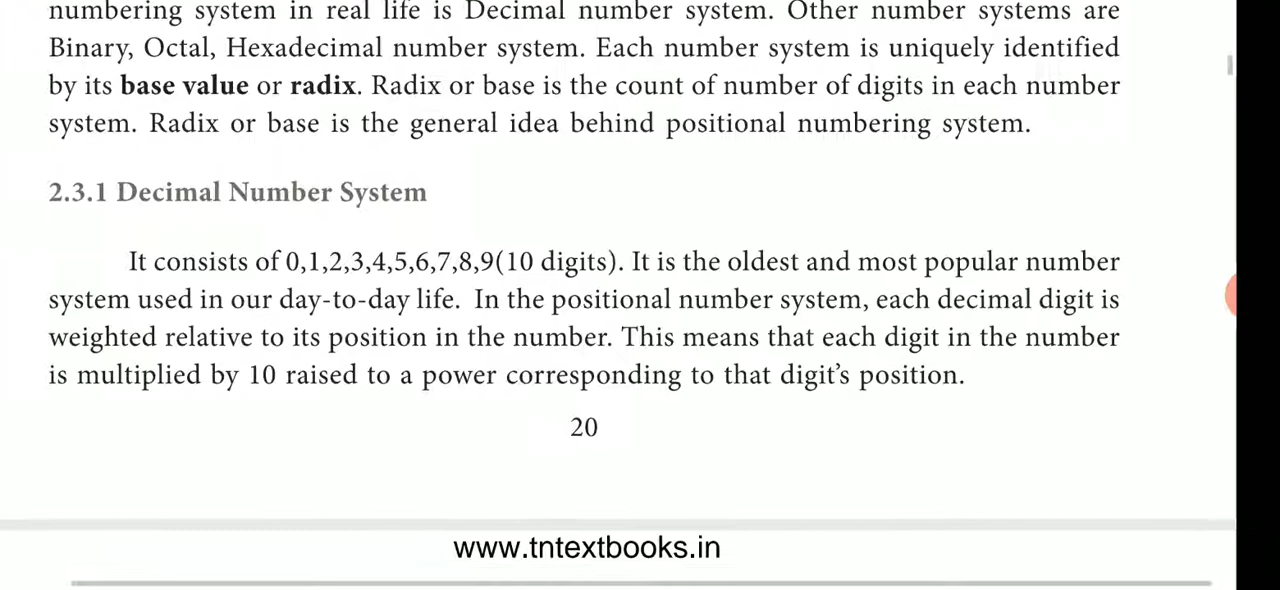 numbering system in real life is Decimal number system. Other number systems are
Binary, Octal, Hexadecimal number system. Each number system is uniquely identified
by its base value or radix. Radix or base is the count of number of digits in each number
system. Radix or base is the general idea behind positional numbering system.
2.3.1 Decimal Number System
It consists of 0,1,2,3,4,5,6,7,8,9(10 digits). It is the oldest and most popular number
system used in our day-to-day life. In the positional number system, each decimal digit is
weighted relative to its position in the number. This means that each digit in the number
is multiplied by 10 raised to a power corresponding to that digit's position.
20
www.tntextbooks.in